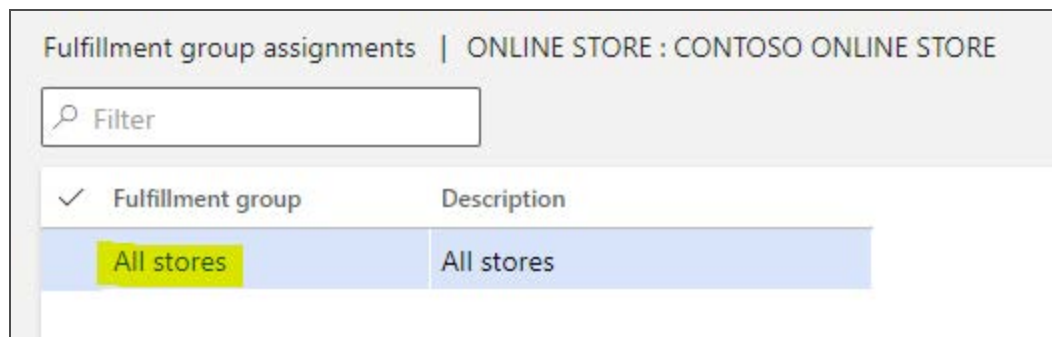 Fulfillment group assignments | ONLINE STORE : CONTOSO ONLINE STORE
Filter
Fulfillment group Description
All stores All stores